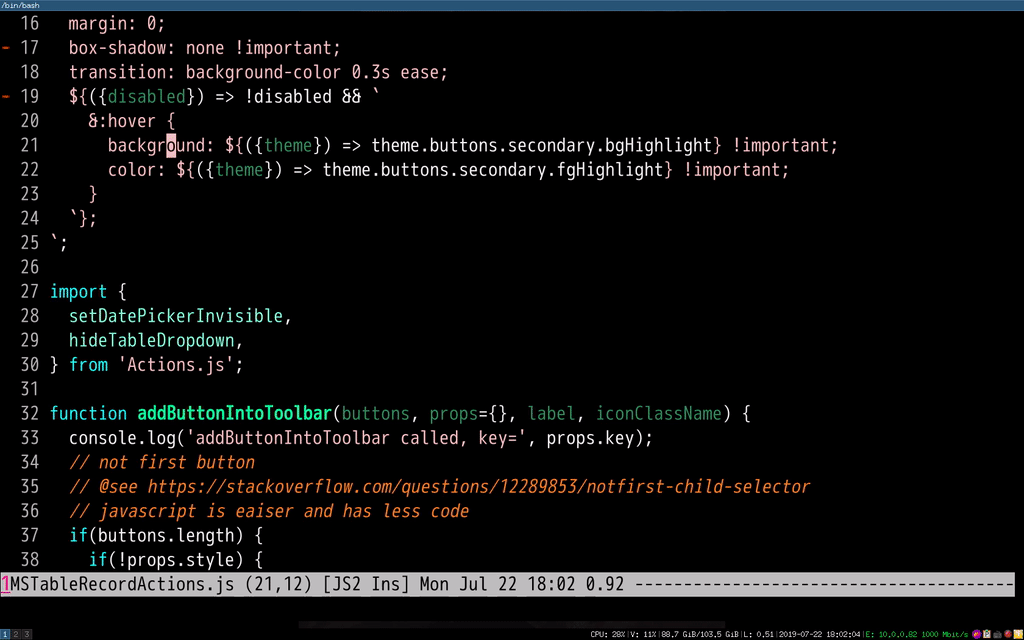 /bin/bash
16 margin: 0;
17 box-shadow: none !important;
18 transition: background-color 0.3s ease;
19 ${({disabled}) => !disabled && `
20 &:hover {
21 background: ${({theme}) => theme.buttons.secondary.bgHighlight} !important;
22 color: ${({theme}) => theme.buttons.secondary.fgHighlight} !important;
23 }
24 `};
25 `;
26
27 import {
28 setDatePickerInvisible,
29 hideTableDropdown,
30 } from 'Actions.js';
31
32 function addButtonIntoToolbar(buttons, props={}, label, iconClassName) {
33 console.log('addButtonIntoToolbar called, key=', props.key);
34 // not first button
35 // @see https://stackoverflow.com/questions/12289853/notfirst-child-selector
36 // javascript is eaiser and has less code
37 if(buttons.length) {
38 if(!props.style) {
1MSTableRecordActions.js (21,12) [JS2 Ins] Mon Jul 22 18:02 0.92 ---------------------------------------
1 2 3 CPU: 28%|V: 11%|88.7 GiB/103.5 GiB|L: 0.51|2019-07-22 18:02:04|E: 10.0.0.82 1000 Mbit/s